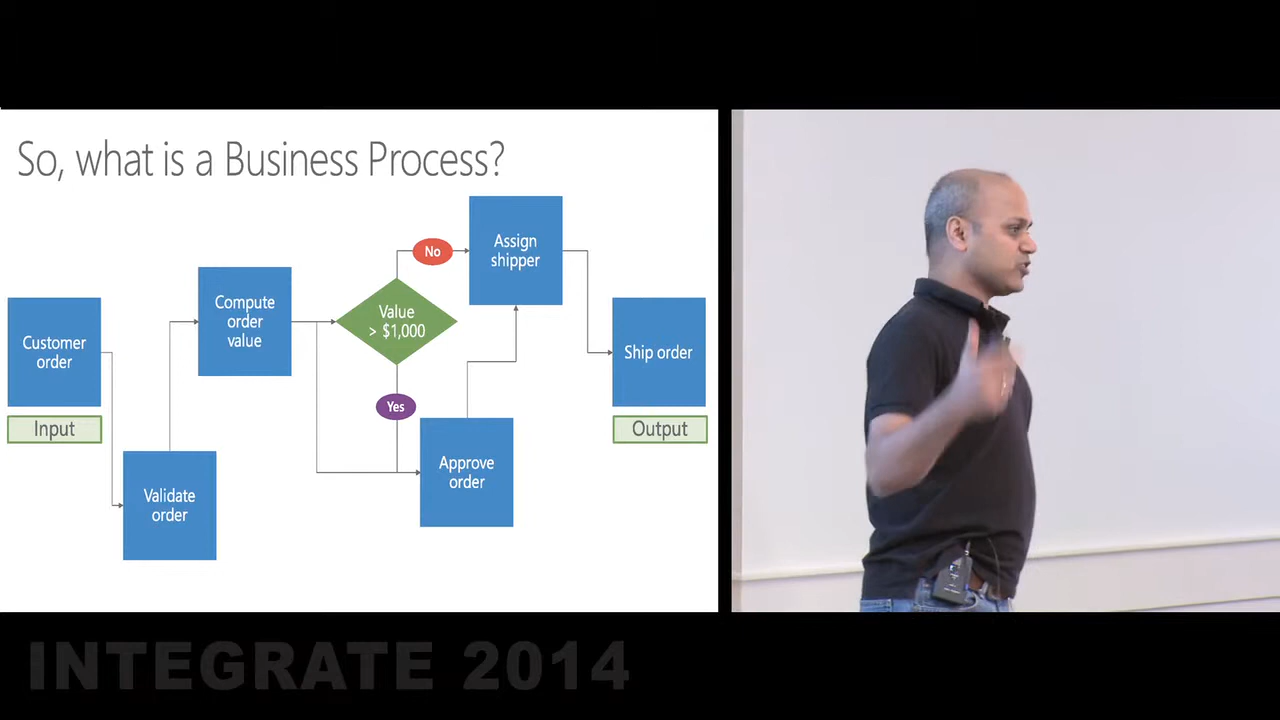 So, what is a Business Process?
Customer
order
Input
Validate
order
Compute
order
value
Value
> $1,000
No
Yes
Assign
shipper
Approve
order
Ship order
Output
INTEGRATE 2014